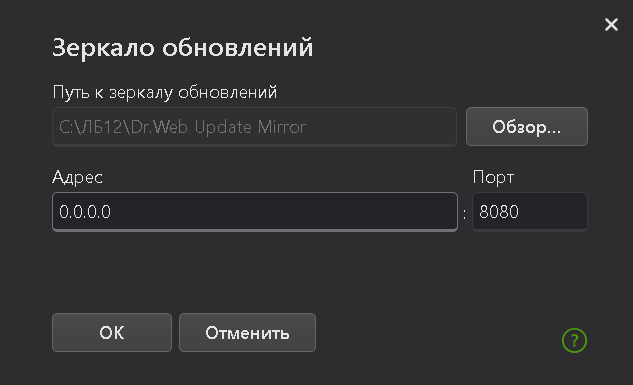 Зеркало обновлений
Путь к зеркалу обновлений
C:\ЛБ12\Dr.Web Update Mirror
Обзор...
Адрес
Порт
0.0.0.0
:
8080
ОК
Отменить
?